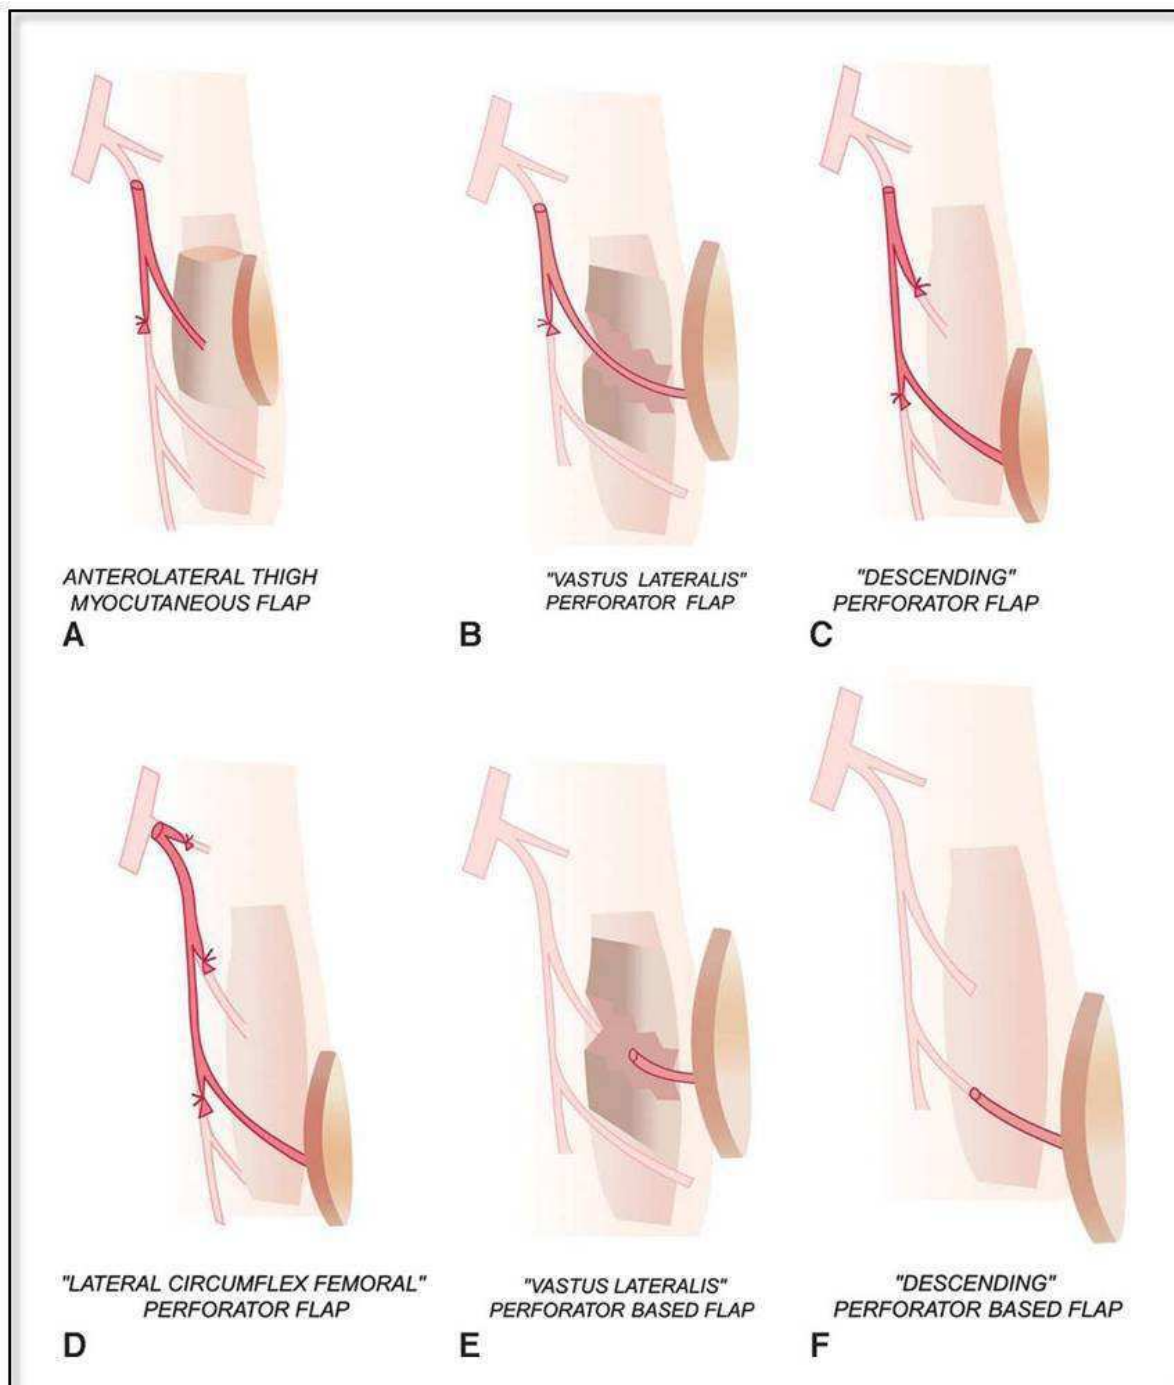 ANTEROLATERAL THIGH
MYOCUTANEOUS FLAP
A
"VASTUS LATERALIS"
PERFORATOR FLAP
B
"DESCENDING"
PERFORATOR FLAP
C
"LATERAL CIRCUMFLEX FEMORAL"
PERFORATOR FLAP
D
"VASTUS LATERALIS"
PERFORATOR BASED FLAP
E
"DESCENDING"
PERFORATOR BASED FLAP
F